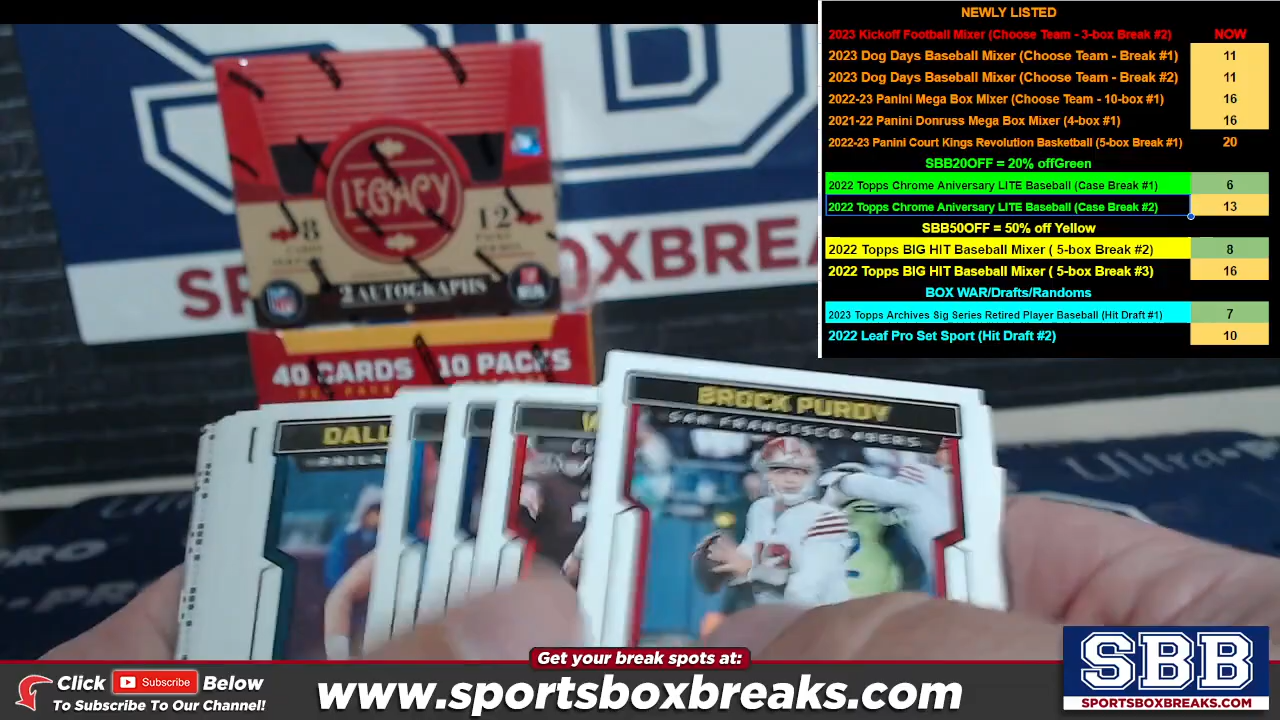 NEWLY LISTED
2023 Kickoff Football Mixer (Choose Team - 3-box Break #2) NOW
2023 Dog Days Baseball Mixer (Choose Team - Break #1) 11
2023 Dog Days Baseball Mixer (Choose Team - Break #2) 11
2022-23 Panini Mega Box Mixer (Choose Team - 10-box #1) 16
2021-22 Panini Donruss Mega Box Mixer (4-box #1) 16
2022-23 Panini Court Kings Revolution Basketball (5-box Break #1) 20
SBB20OFF = 20% offGreen
2022 Topps Chrome Aniversary LITE Baseball (Case Break #1) 6
2022 Topps Chrome Aniversary LITE Baseball (Case Break #2) 13
SBB50OFF = 50% off Yellow
2022 Topps BIG HIT Baseball Mixer ( 5-box Break #2) 8
2022 Topps BIG HIT Baseball Mixer ( 5-box Break #3) 16
BOX WAR/Drafts/Randoms
2023 Topps Archives Sig Series Retired Player Baseball (Hit Draft #1) 7
2022 Leaf Pro Set Sport (Hit Draft #2) 10
LEGACY
8 12
2 AUTOGRAPHS
NFL
SP
BOXBREA
40 CARDS 10 PACKS
DALL
PHILA
W
BROCK PURDY
SAN FRANCISCO 49ERS
Ultra
PRO
Get your break spots at:
Click Subscribe Below
To Subscribe To Our Channel!
www.sportsboxbreaks.com
SBB
SPORTSBOXBREAKS.COM